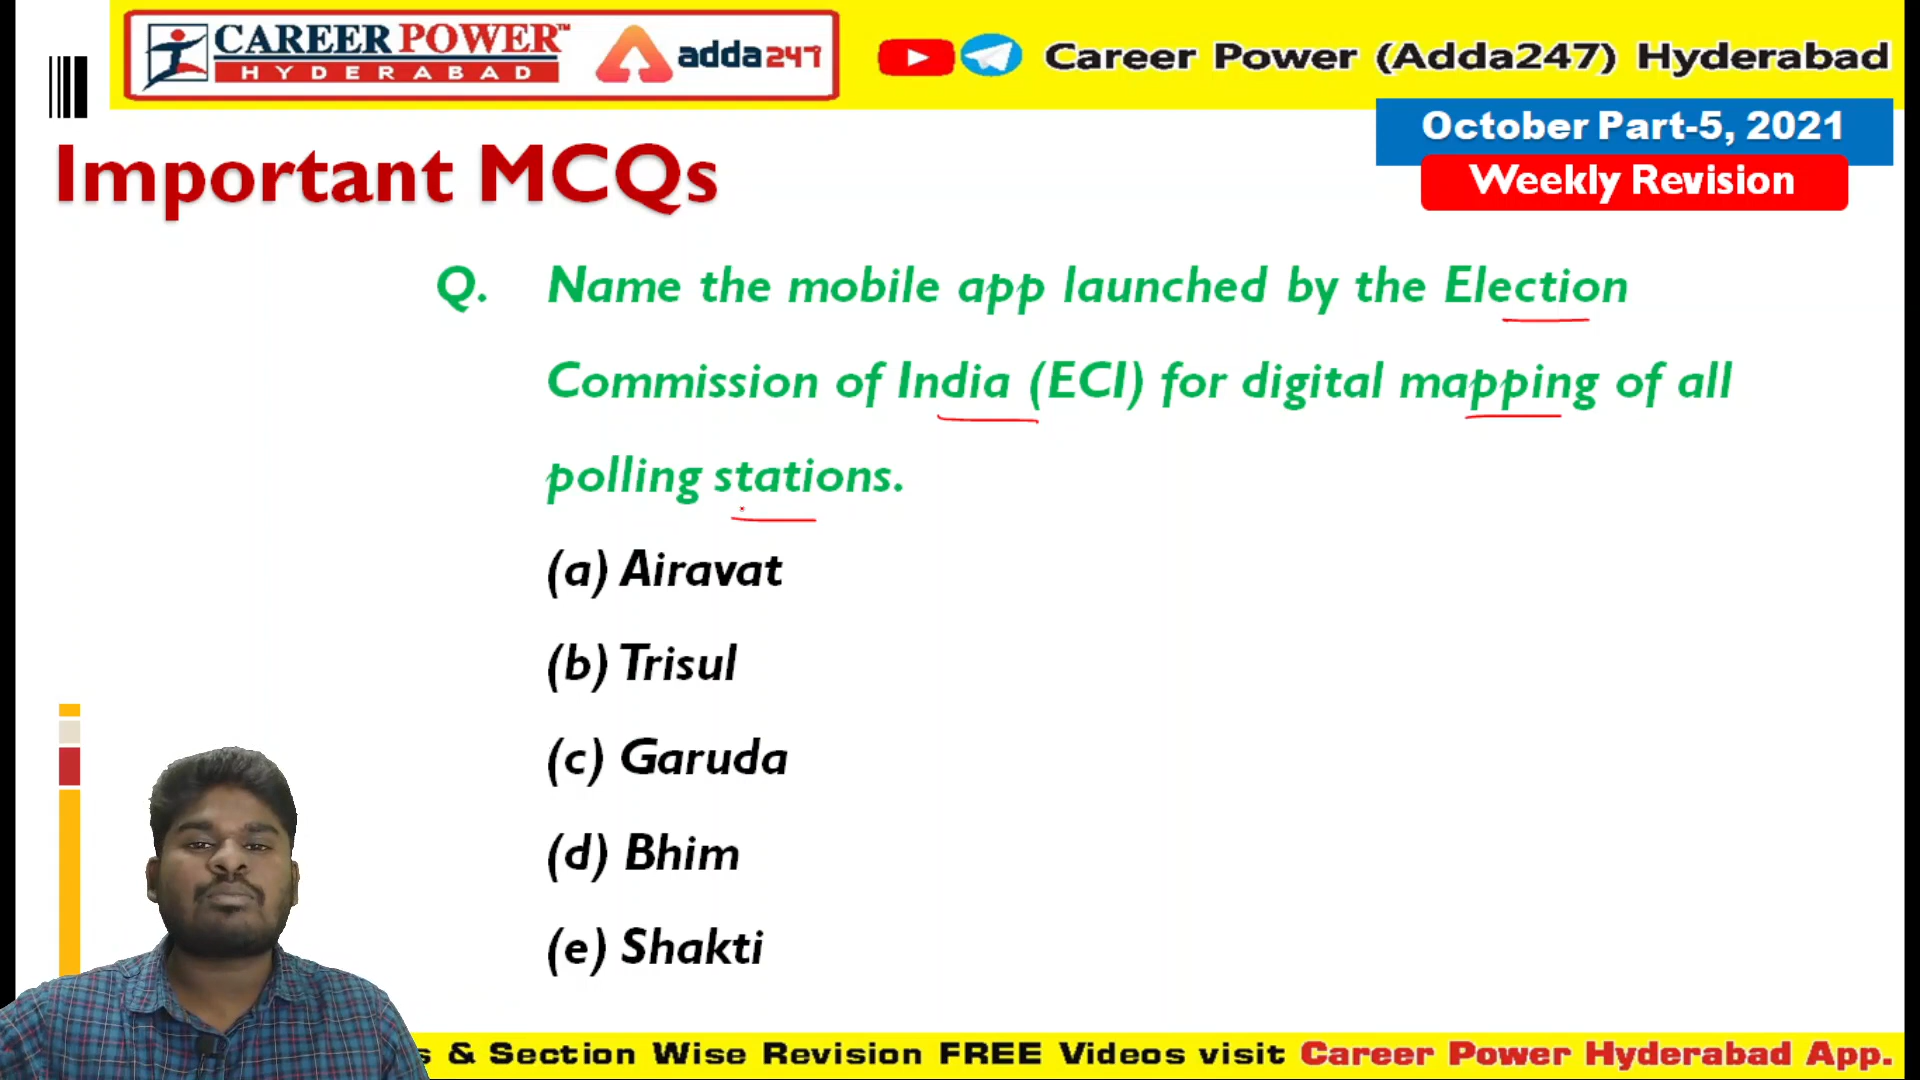 CAREER POWER™
HYDERABAD
adda247
Career Power (Adda247) Hyderabad
October Part-5, 2021
Weekly Revision
Important MCQs
Q. Name the mobile app launched by the Election
Commission of India (ECI) for digital mapping of all
polling stations.
(a) Airavat
(b) Trisul
(c) Garuda
(d) Bhim
(e) Shakti
& Section Wise Revision FREE Videos visit Career Power Hyderabad App.